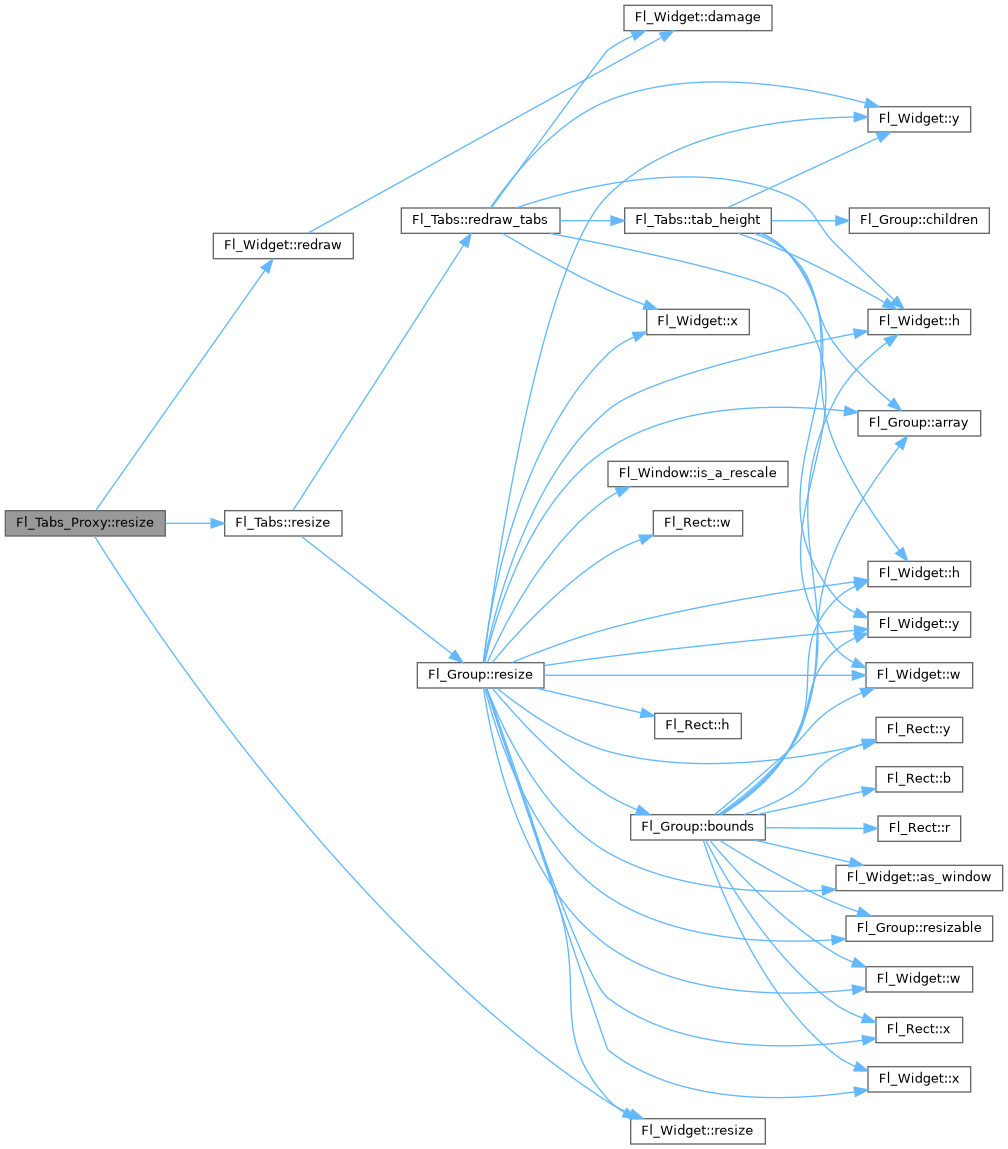 Fl_Widget::damage
Fl_Widget::y
Fl_Tabs::redraw_tabs
Fl_Tabs::tab_height
Fl_Group::children
Fl_Widget::redraw
Fl_Widget::x
Fl_Widget::h
Fl_Group::array
Fl_Window::is_a_rescale
Fl_Tabs_Proxy::resize
Fl_Tabs::resize
Fl_Rect::w
Fl_Widget::h
Fl_Widget::y
Fl_Group::resize
Fl_Widget::w
Fl_Rect::h
Fl_Rect::y
Fl_Rect::b
Fl_Group::bounds
Fl_Rect::r
Fl_Widget::as_window
Fl_Group::resizable
Fl_Widget::w
Fl_Rect::x
Fl_Widget::x
Fl_Widget::resize